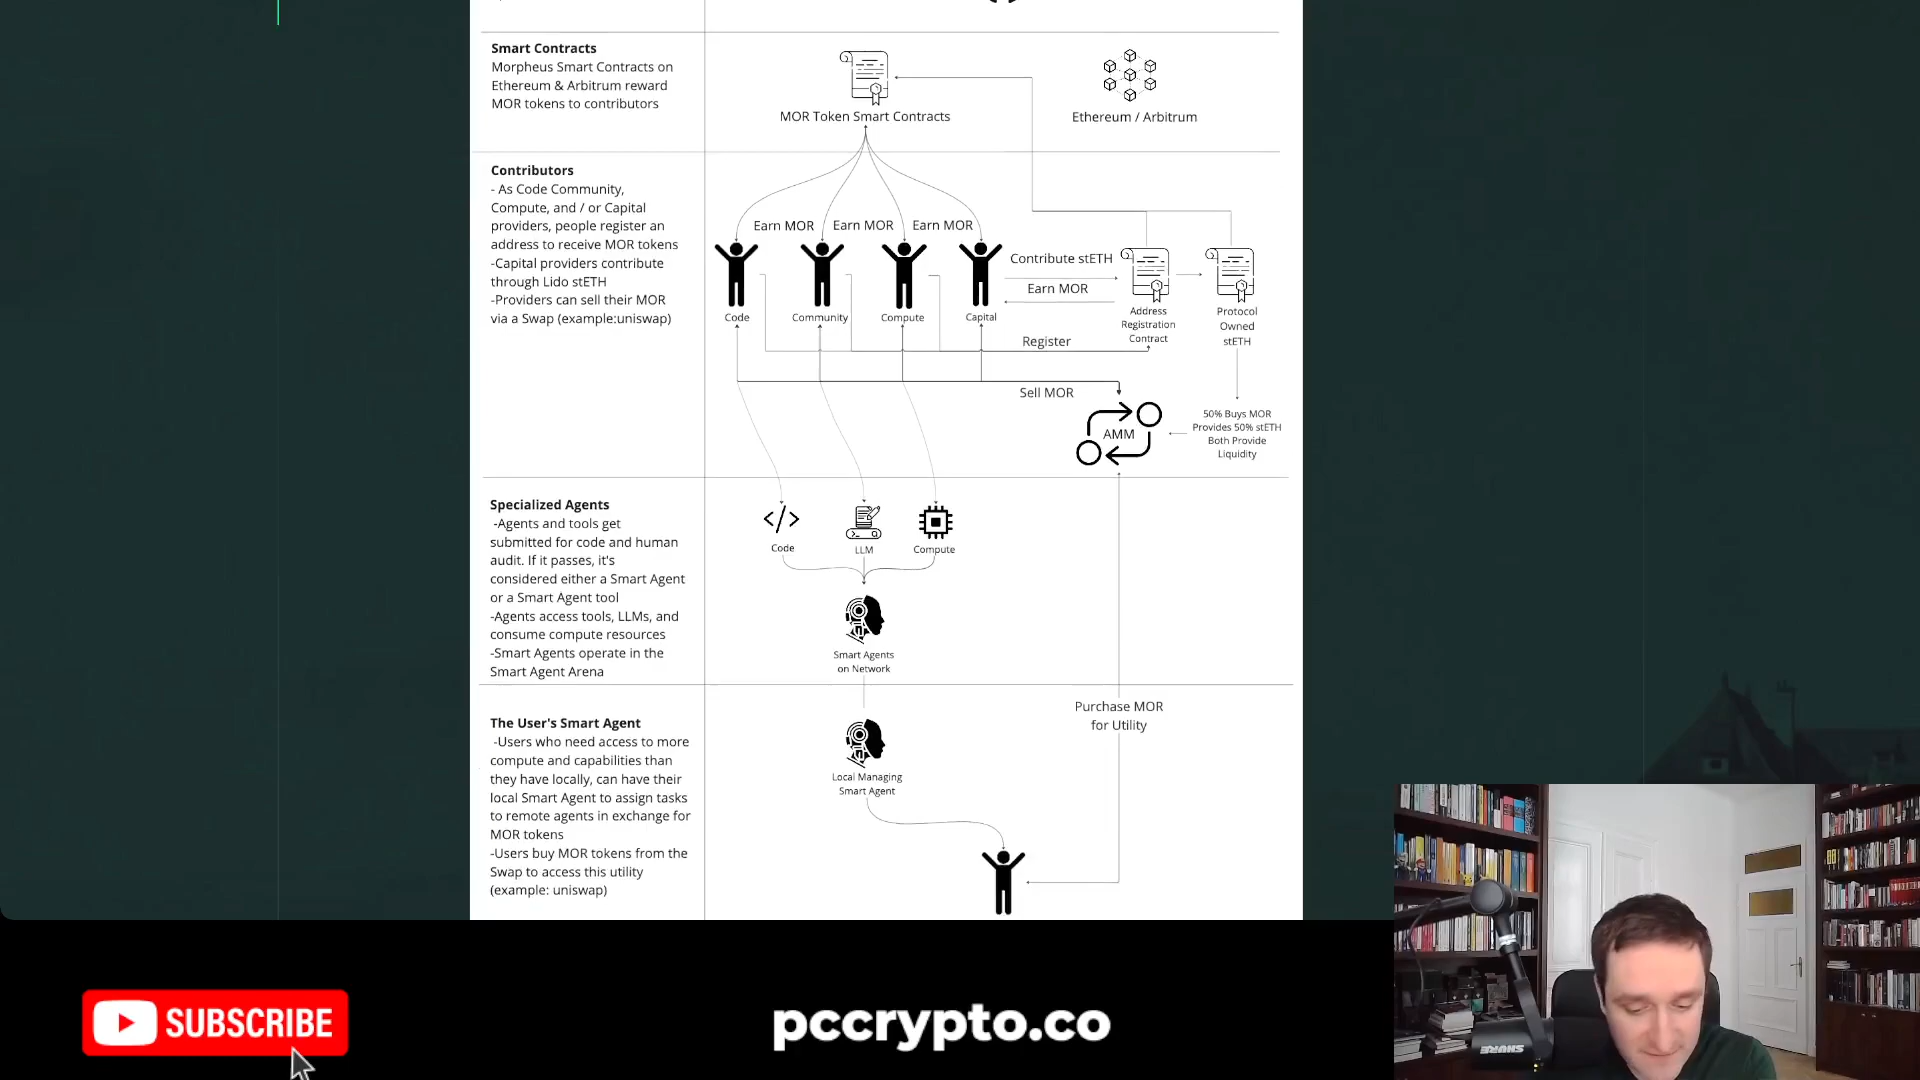 Smart Contracts
Morpheus Smart Contracts on
Ethereum & Arbitrum reward
MOR tokens to contributors
MOR Token Smart Contracts
Ethereum / Arbitrum
Contributors
- As Code Community,
Compute, and / or Capital
providers, people register an
address to receive MOR tokens
-Capital providers contribute
through Lido stETH
-Providers can sell their MOR
via a Swap (example:uniswap)
Earn MOR
Earn MOR
Earn MOR
Contribute stETH
Earn MOR
Code
Community
Compute
Capital
Address
Registration
Contract
Protocol
Owned
stETH
Register
Sell MOR
AMM
50% Buys MOR
Provides 50% stETH
Both Provide
Liquidity
Specialized Agents
-Agents and tools get
submitted for code and human
audit. If it passes, it's
considered either a Smart Agent
or a Smart Agent tool
-Agents access tools, LLMs, and
consume compute resources
-Smart Agents operate in the
Smart Agent Arena
Code
LLM
Compute
Smart Agents
on Network
The User's Smart Agent
-Users who need access to more
compute and capabilities than
they have locally, can have their
local Smart Agent to assign tasks
to remote agents in exchange for
MOR tokens
-Users buy MOR tokens from the
Swap to access this utility
(example: uniswap)
Local Managing
Smart Agent
Purchase MOR
for Utility
SUBSCRIBE
pccrypto.co
SHURE